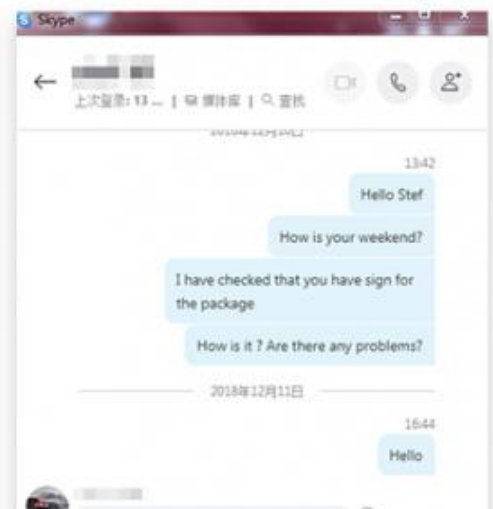 Skype
上次登录: 13 ... | 媒体库 | 查找
13:42
Hello Stef
How is your weekend?
I have checked that you have sign for
the package
How is it ? Are there any problems?
2018年12月11日
16:44
Hello